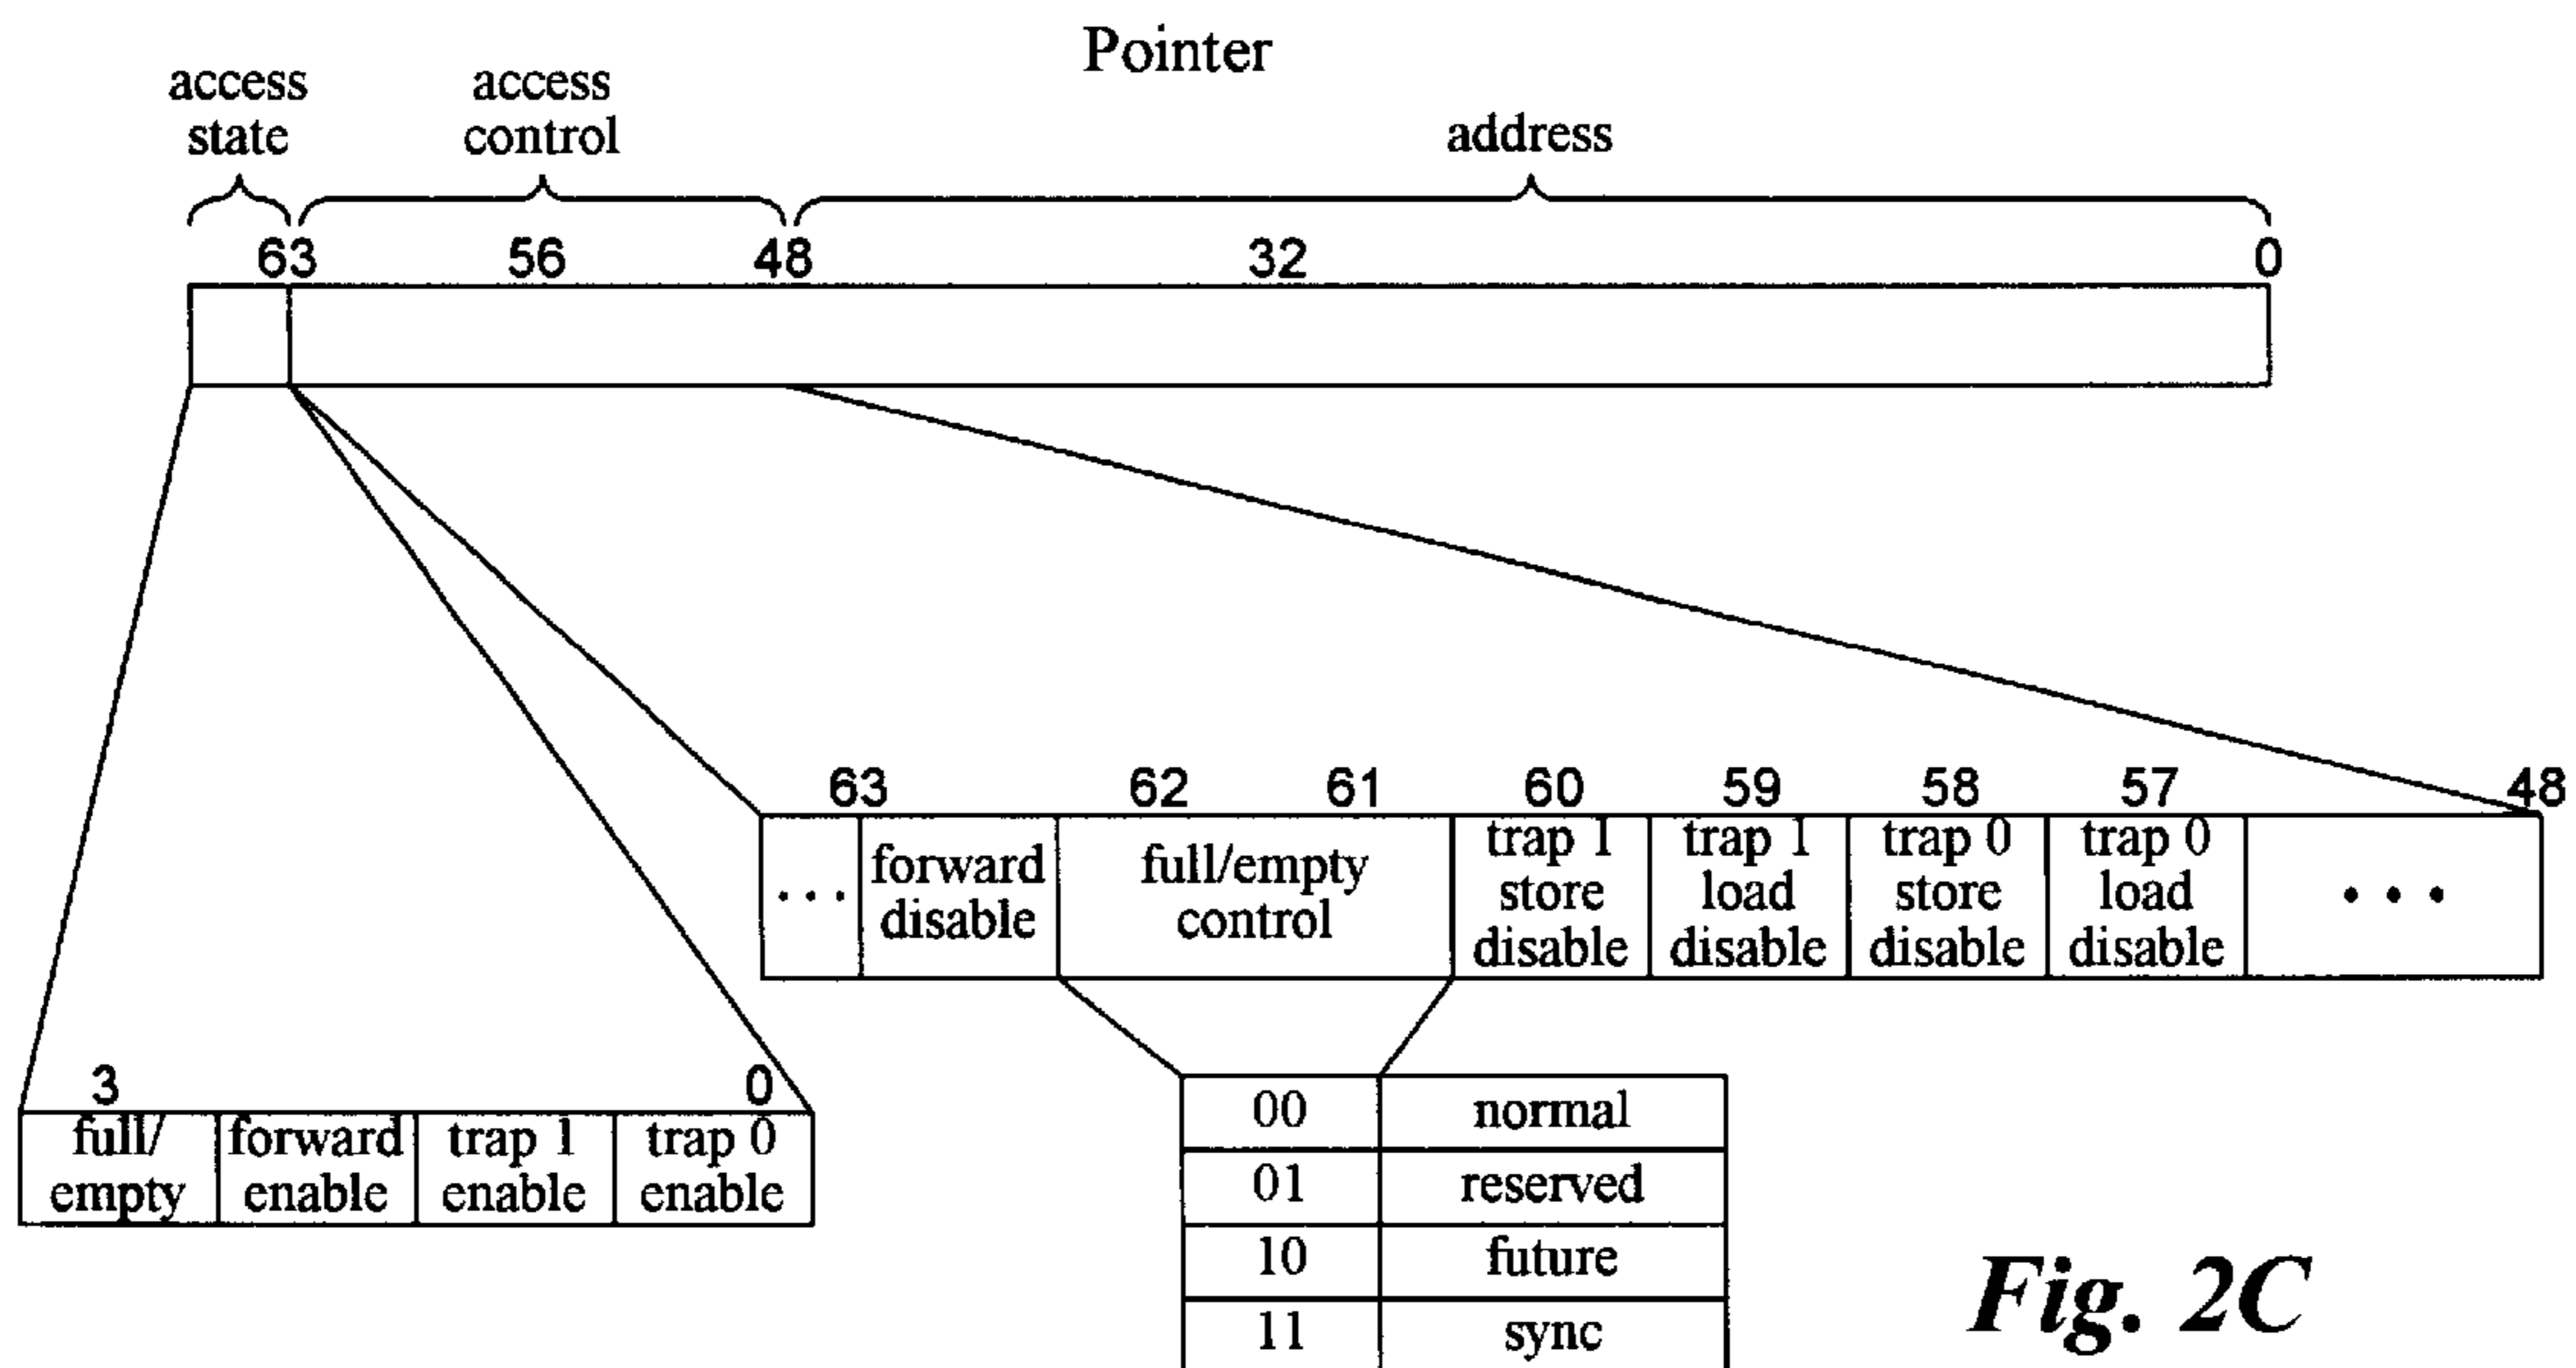 Pointer
access
state
access
control
address
63 56 48 32 0
63 62 61 60 59 58 57 48
...
forward
disable
full/empty
control
trap 1
store
disable
trap 1
load
disable
trap 0
store
disable
trap 0
load
disable
...
3 0
full/
empty
forward
enable
trap 1
enable
trap 0
enable
00 normal
01 reserved
10 future
11 sync
Fig. 2C